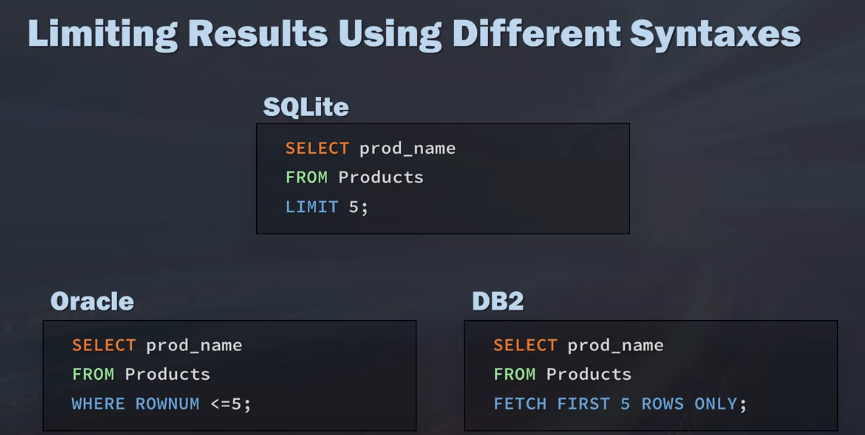 Limiting Results Using Different Syntaxes
SQLite
SELECT prod_name
FROM Products
LIMIT 5;
Oracle
SELECT prod_name
FROM Products
WHERE ROWNUM <=5;
DB2
SELECT prod_name
FROM Products
FETCH FIRST 5 ROWS ONLY;